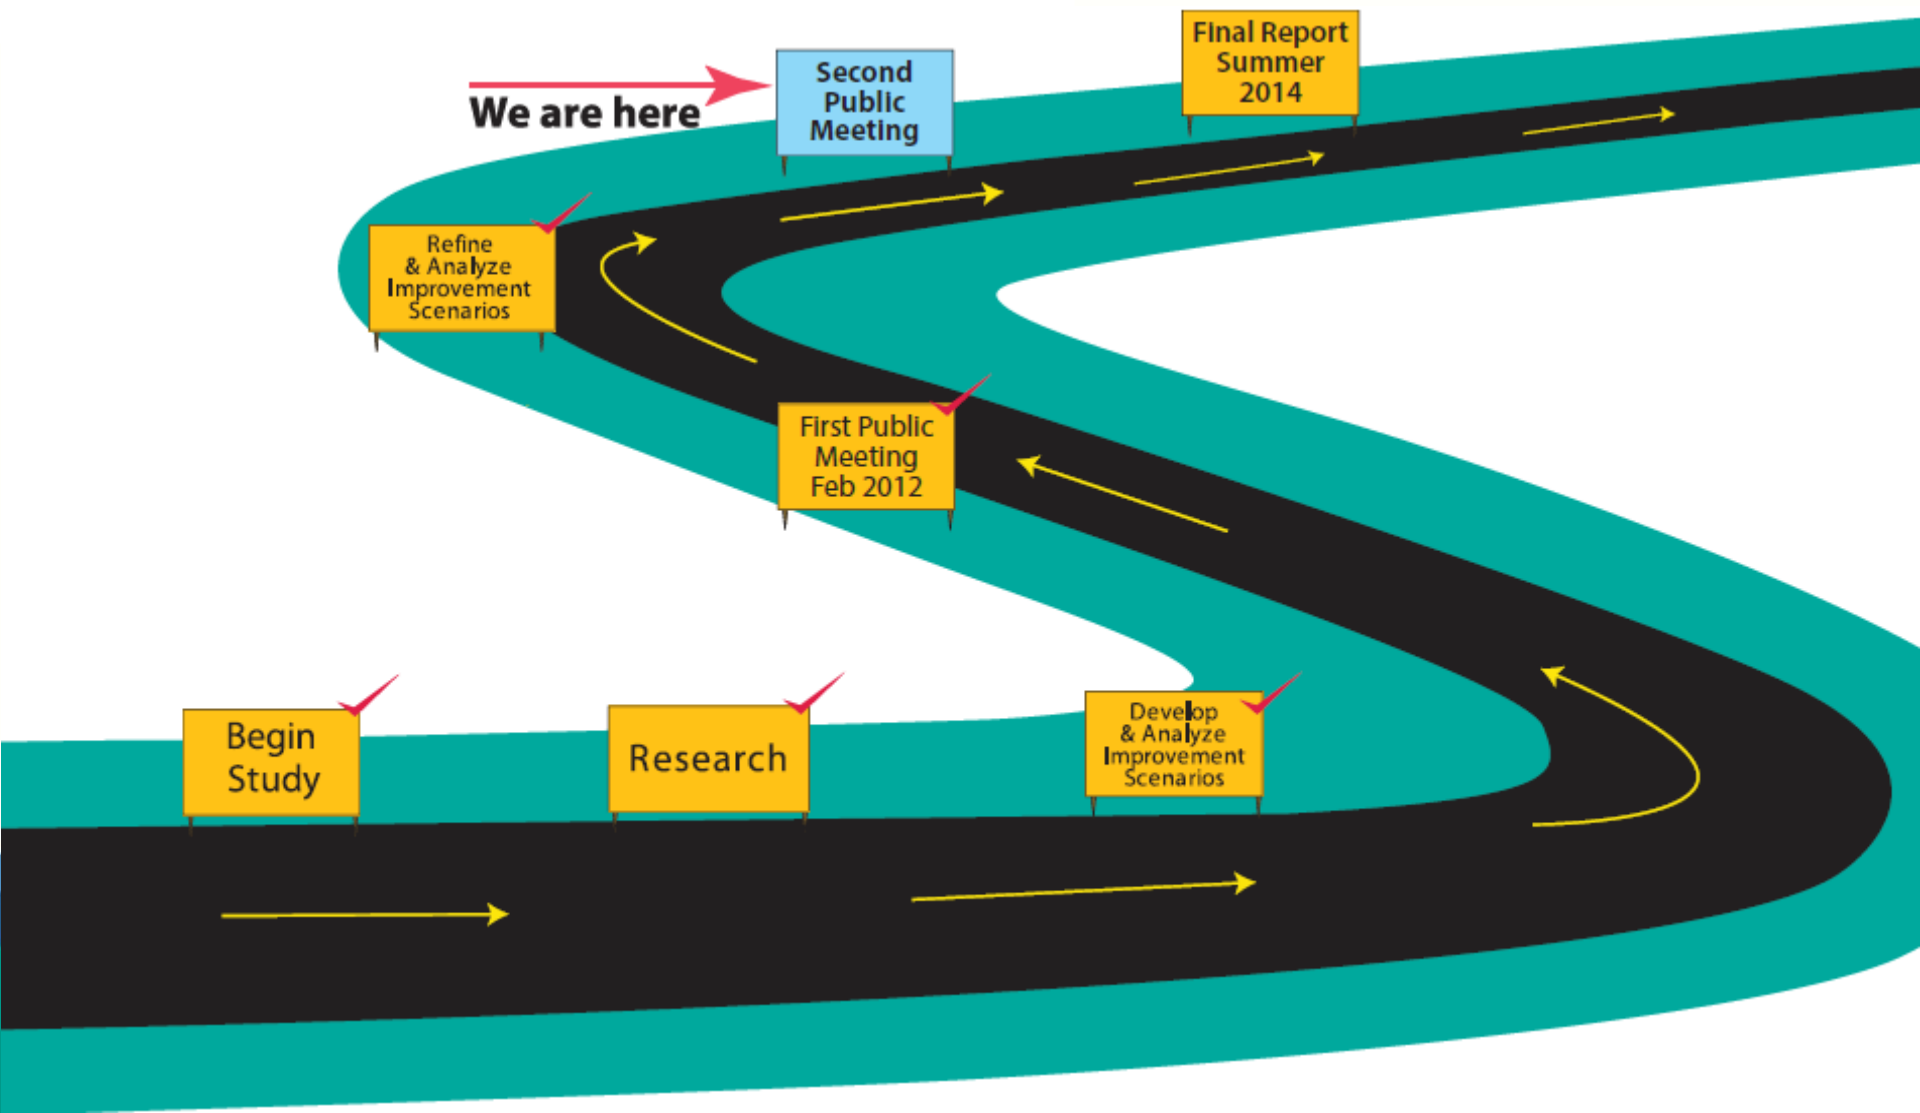 Final Report
Summer
2014
Second
Public
Meeting
We are here
Refine
& Analyze
Improvement
Scenarios
First Public
Meeting
Feb 2012
Begin
Study
Research
Develop
& Analyze
Improvement
Scenarios